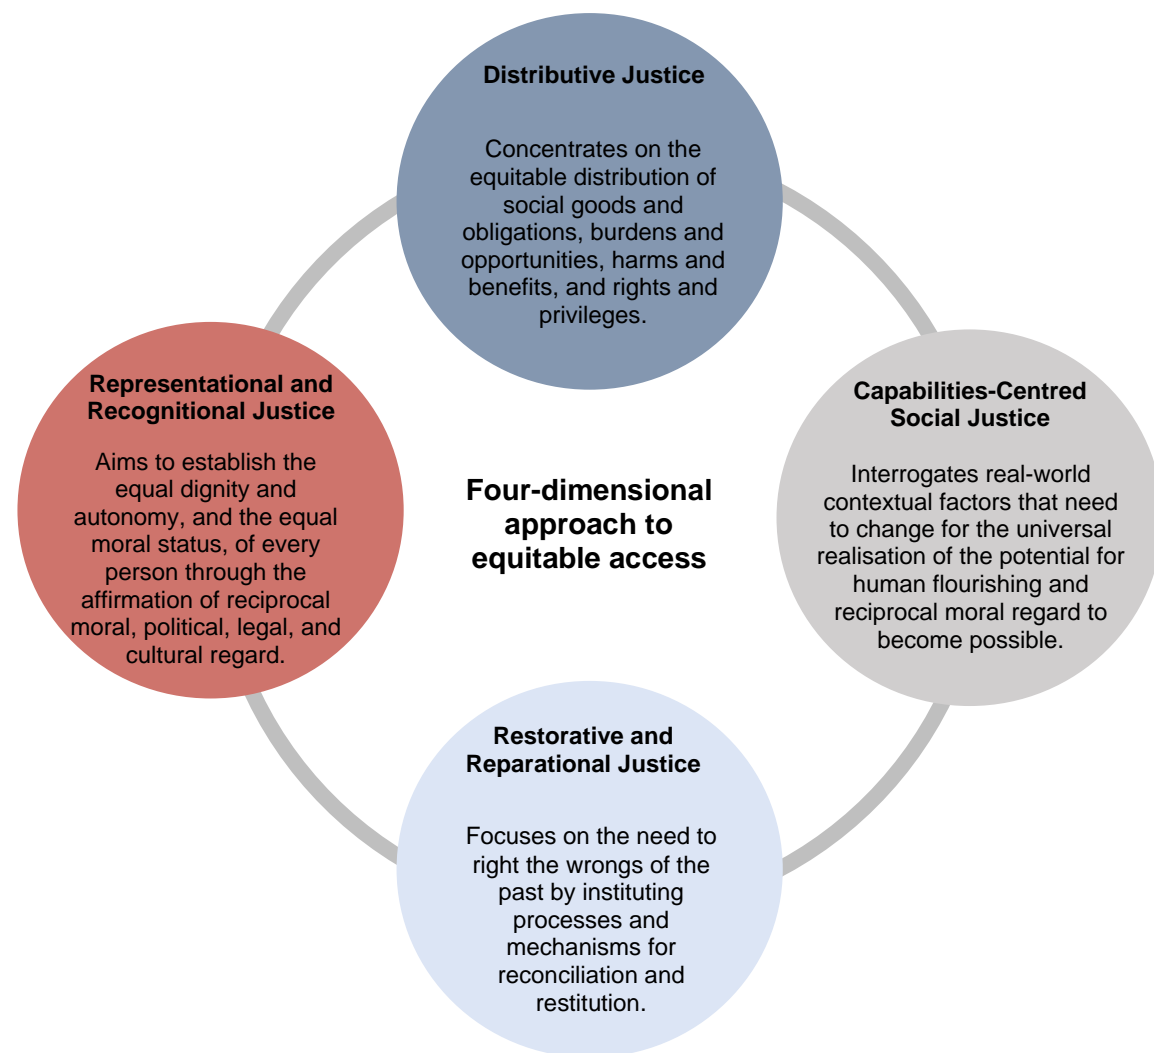 Distributive Justice
Concentrates on the
equitable distribution of
social goods and
obligations, burdens and
opportunities, harms and
benefits, and rights and
privileges.
Representational and
Recognitional Justice
Aims to establish the
equal dignity and
autonomy, and the equal
moral status, of every
person through the
affirmation of reciprocal
moral, political, legal, and
cultural regard.
Four-dimensional
approach to
equitable access
Capabilities-Centred
Social Justice
Interrogates real-world
contextual factors that need
to change for the universal
realisation of the potential for
human flourishing and
reciprocal moral regard to
become possible.
Restorative and
Reparational Justice
Focuses on the need to
right the wrongs of the
past by instituting
processes and
mechanisms for
reconciliation and
restitution.